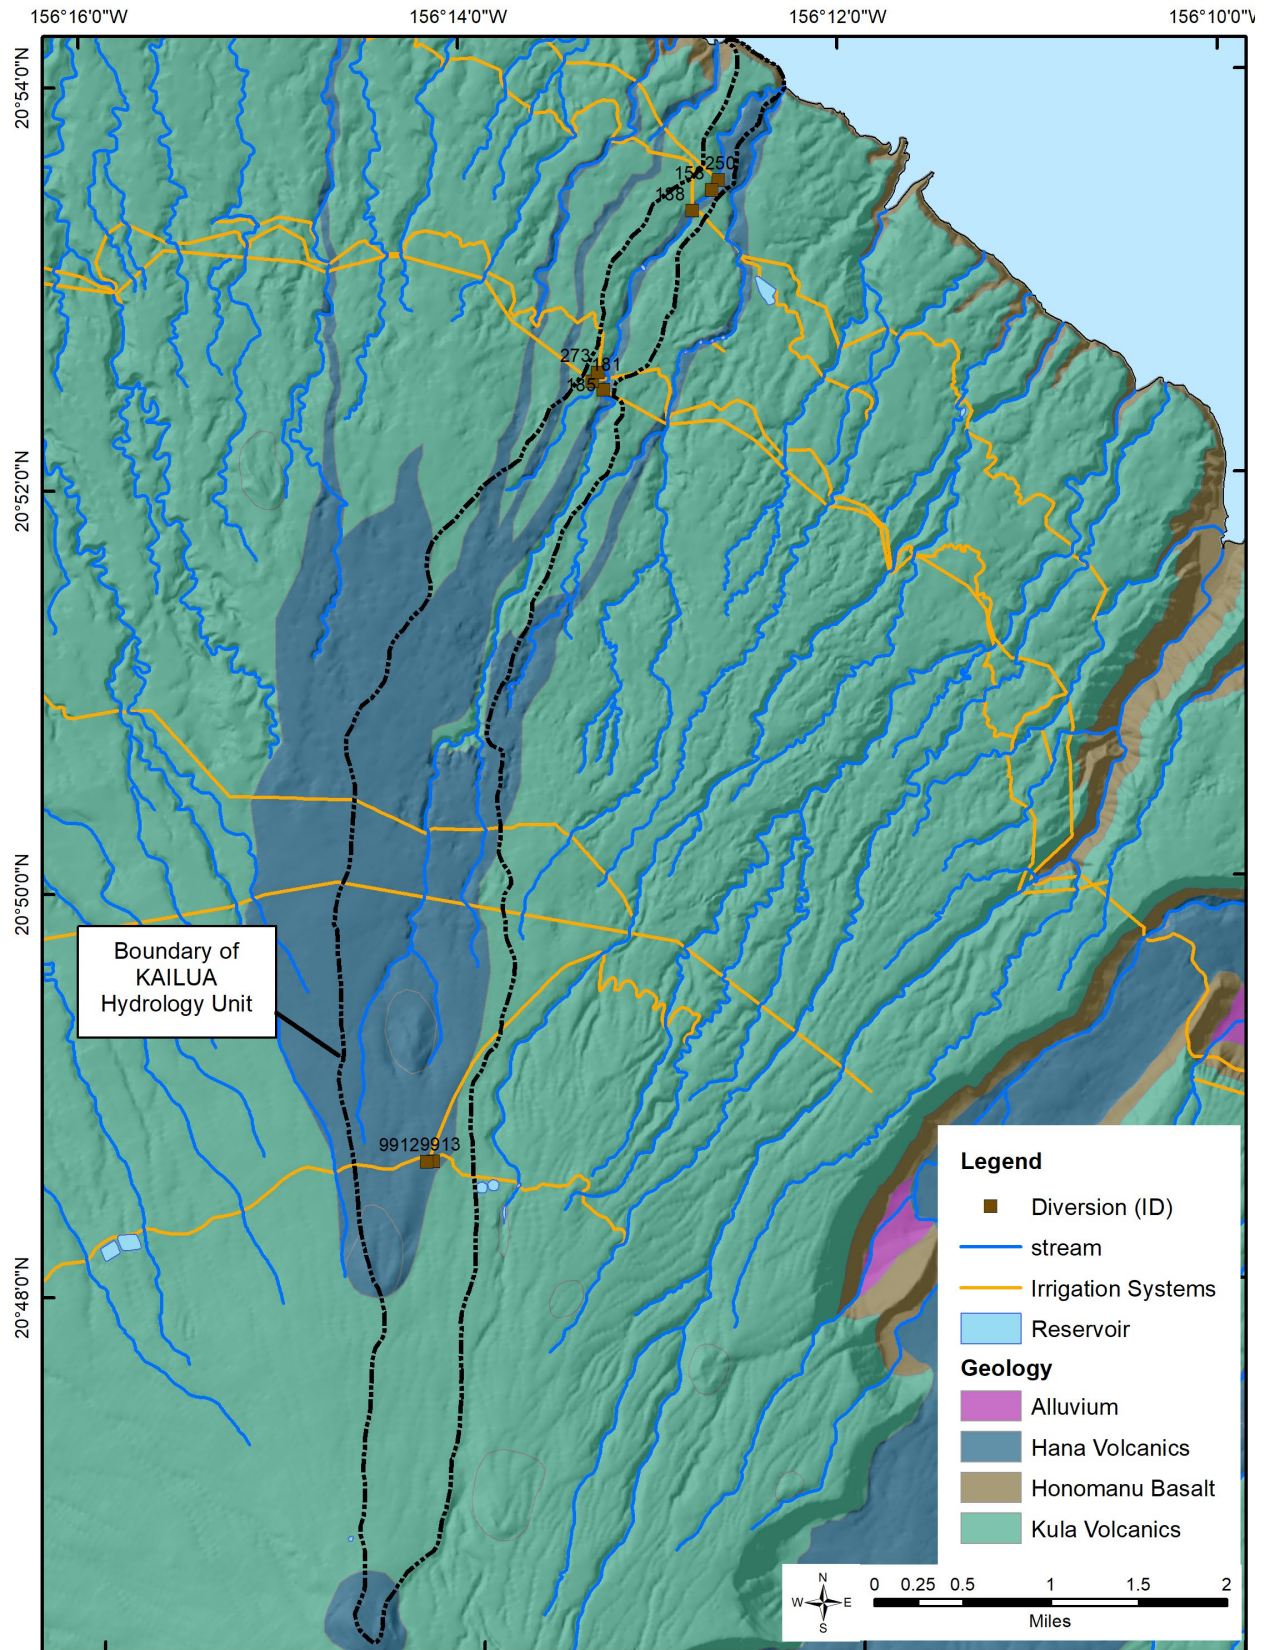 156°16'0"W
156°14'0"W
156°12'0"W
156°10'0"W
20°54'0"N
250
158
188
273
181
185
20°52'0"N
20°50'0"N
Boundary of
KAILUA
Hydrology Unit
9912 9913
20°48'0"N
Legend
Diversion (ID)
stream
Irrigation Systems
Reservoir
Geology
Alluvium
Hana Volcanics
Honomanu Basalt
Kula Volcanics
N
W E
S
0 0.25 0.5 1 1.5 2
Miles